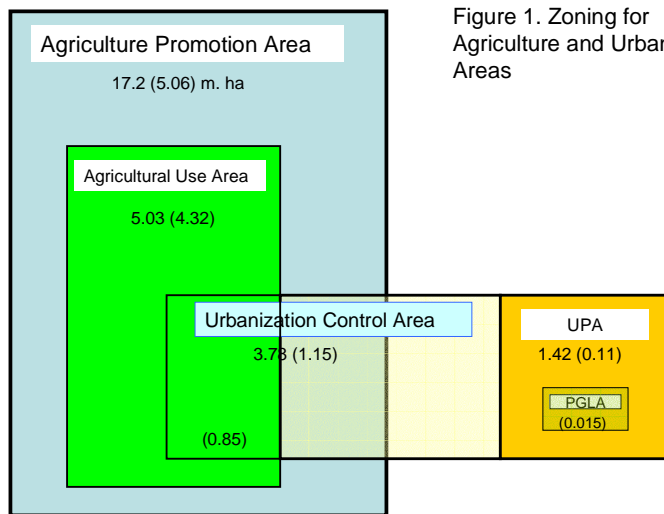 Figure 1. Zoning for
Agriculture and Urban
Areas
Agriculture Promotion Area
17.2 (5.06) m. ha
Agricultural Use Area
5.03 (4.32)
Urbanization Control Area
3.78 (1.15)
(0.85)
UPA
1.42 (0.11)
PGLA
(0.015)